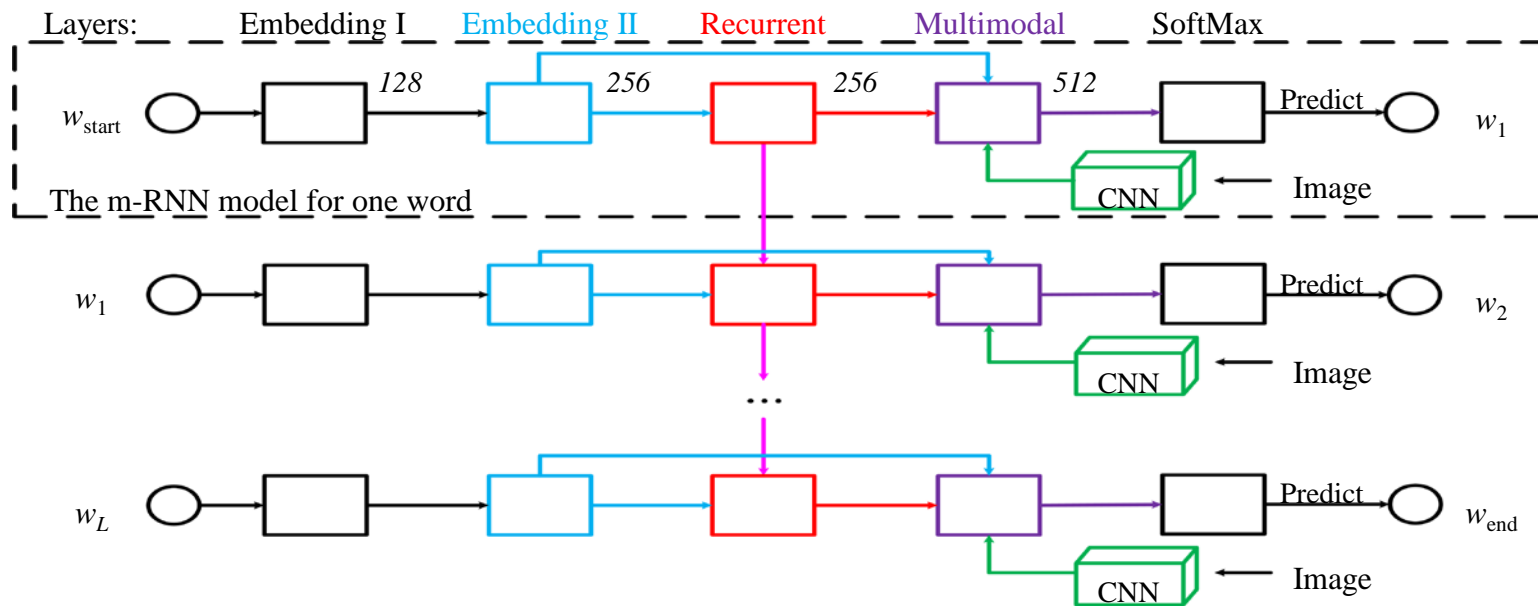 Layers: Embedding I Embedding II Recurrent Multimodal SoftMax
128 256 256 512
w_start Predict w_1
CNN Image
The m-RNN model for one word
w_1 Predict w_2
CNN Image
...
w_L Predict w_end
CNN Image